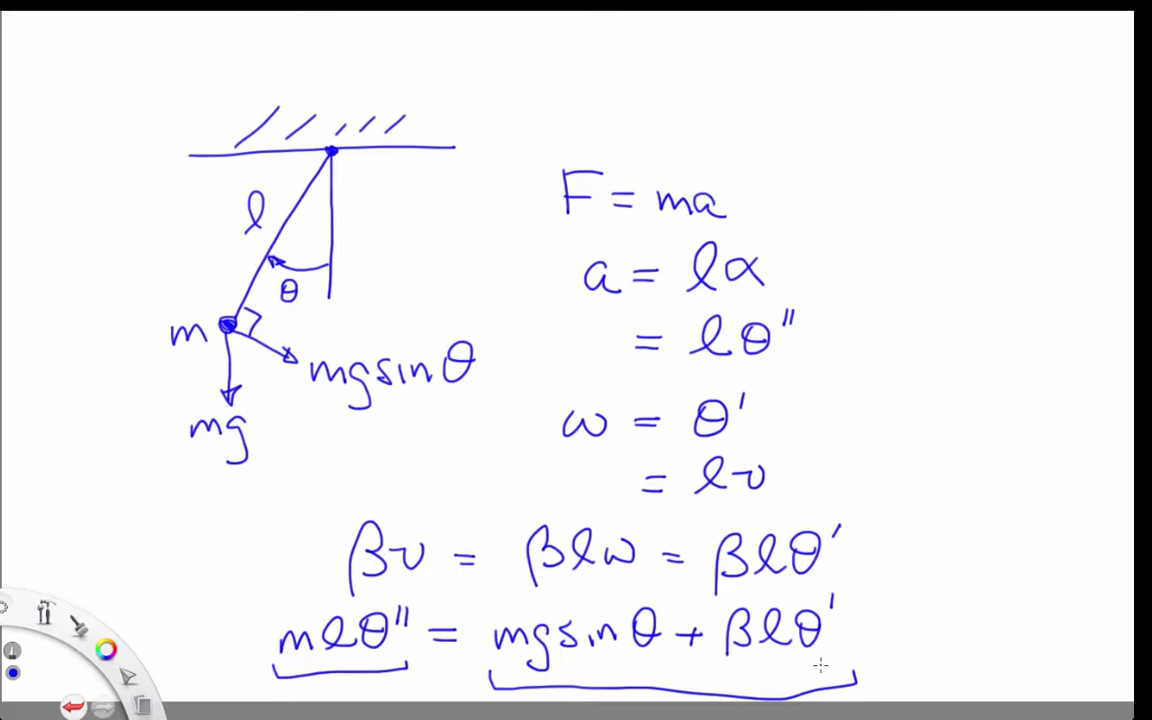 l
θ
m
mg sin θ
mg
F = ma
a = lα
= lθ''
ω = θ'
= lv
βv = βlω = βlθ'
mlθ'' = mg sin θ + βlθ'